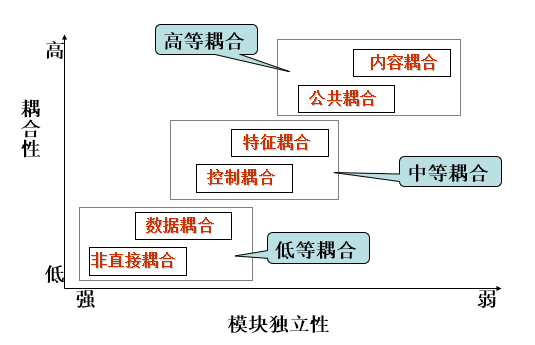 高等耦合
高
内容耦合
公共耦合
耦合性
特征耦合
控制耦合
中等耦合
数据耦合
非直接耦合
低等耦合
低
强
弱
模块独立性